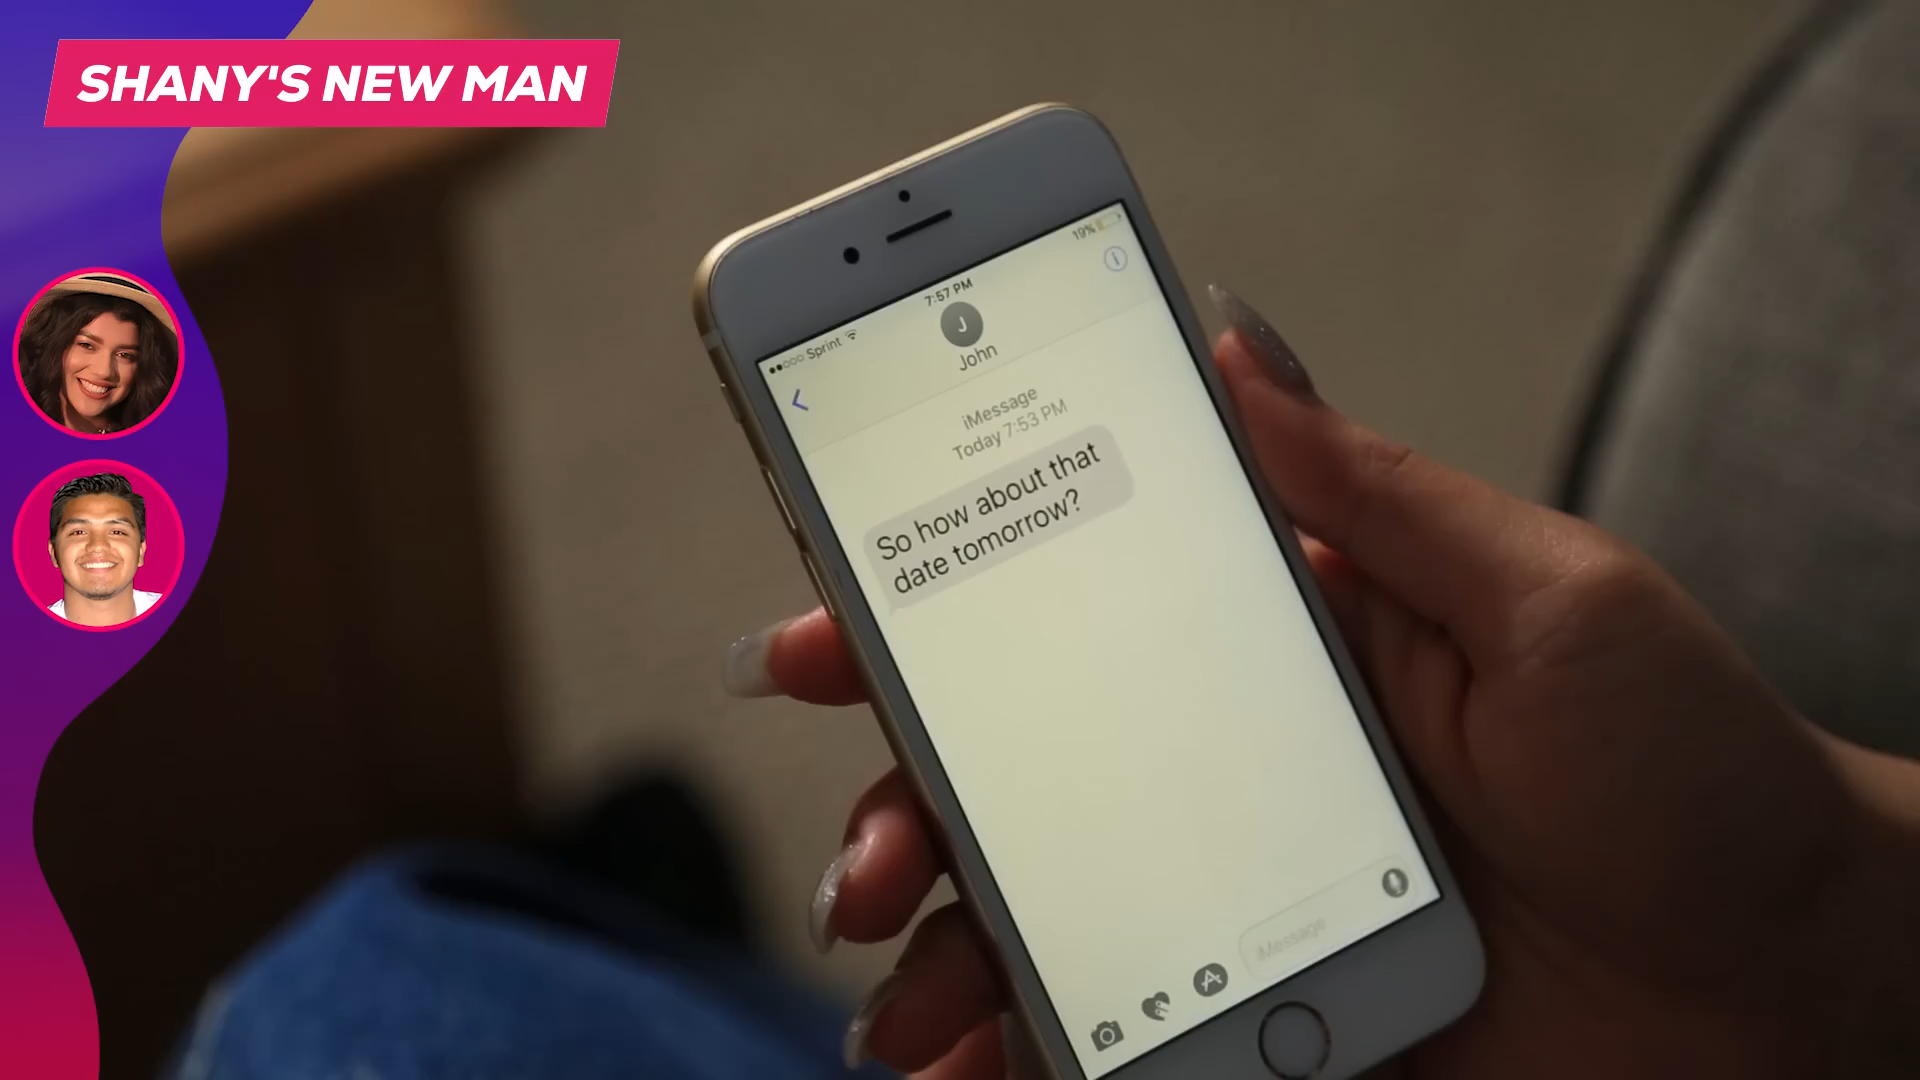 SHANY'S NEW MAN
19%
7:57 PM
Sprint
J
John
iMessage
Today 7:53 PM
So how about that
date tomorrow?
iMessage